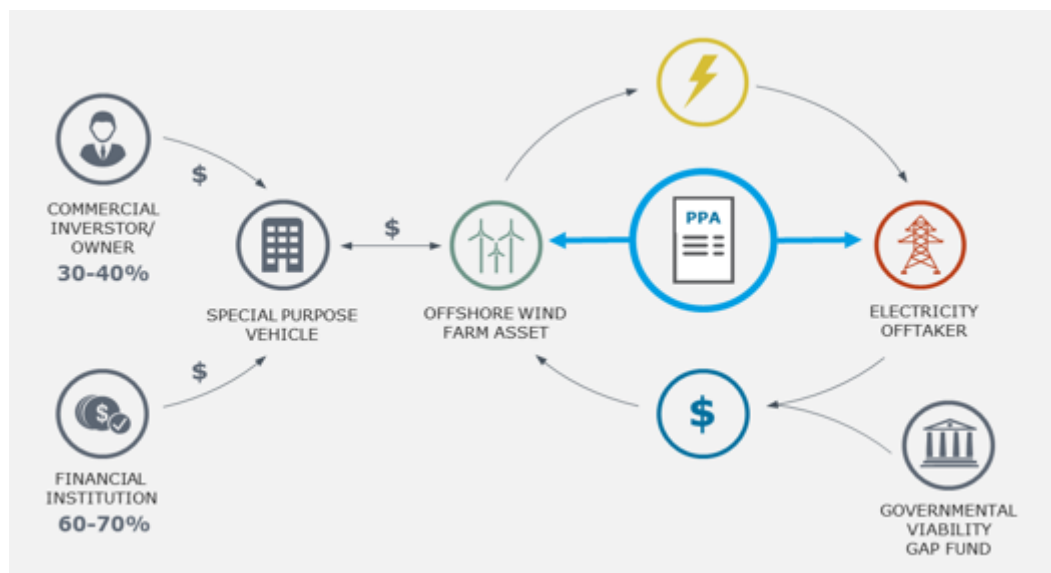 COMMERCIAL
INVERSTOR/
OWNER
30-40%
$
$
SPECIAL PURPOSE
VEHICLE
$
FINANCIAL
INSTITUTION
60-70%
$
OFFSHORE WIND
FARM ASSET
PPA
$
ELECTRICITY
OFFTAKER
GOVERNMENTAL
VIABILITY
GAP FUND